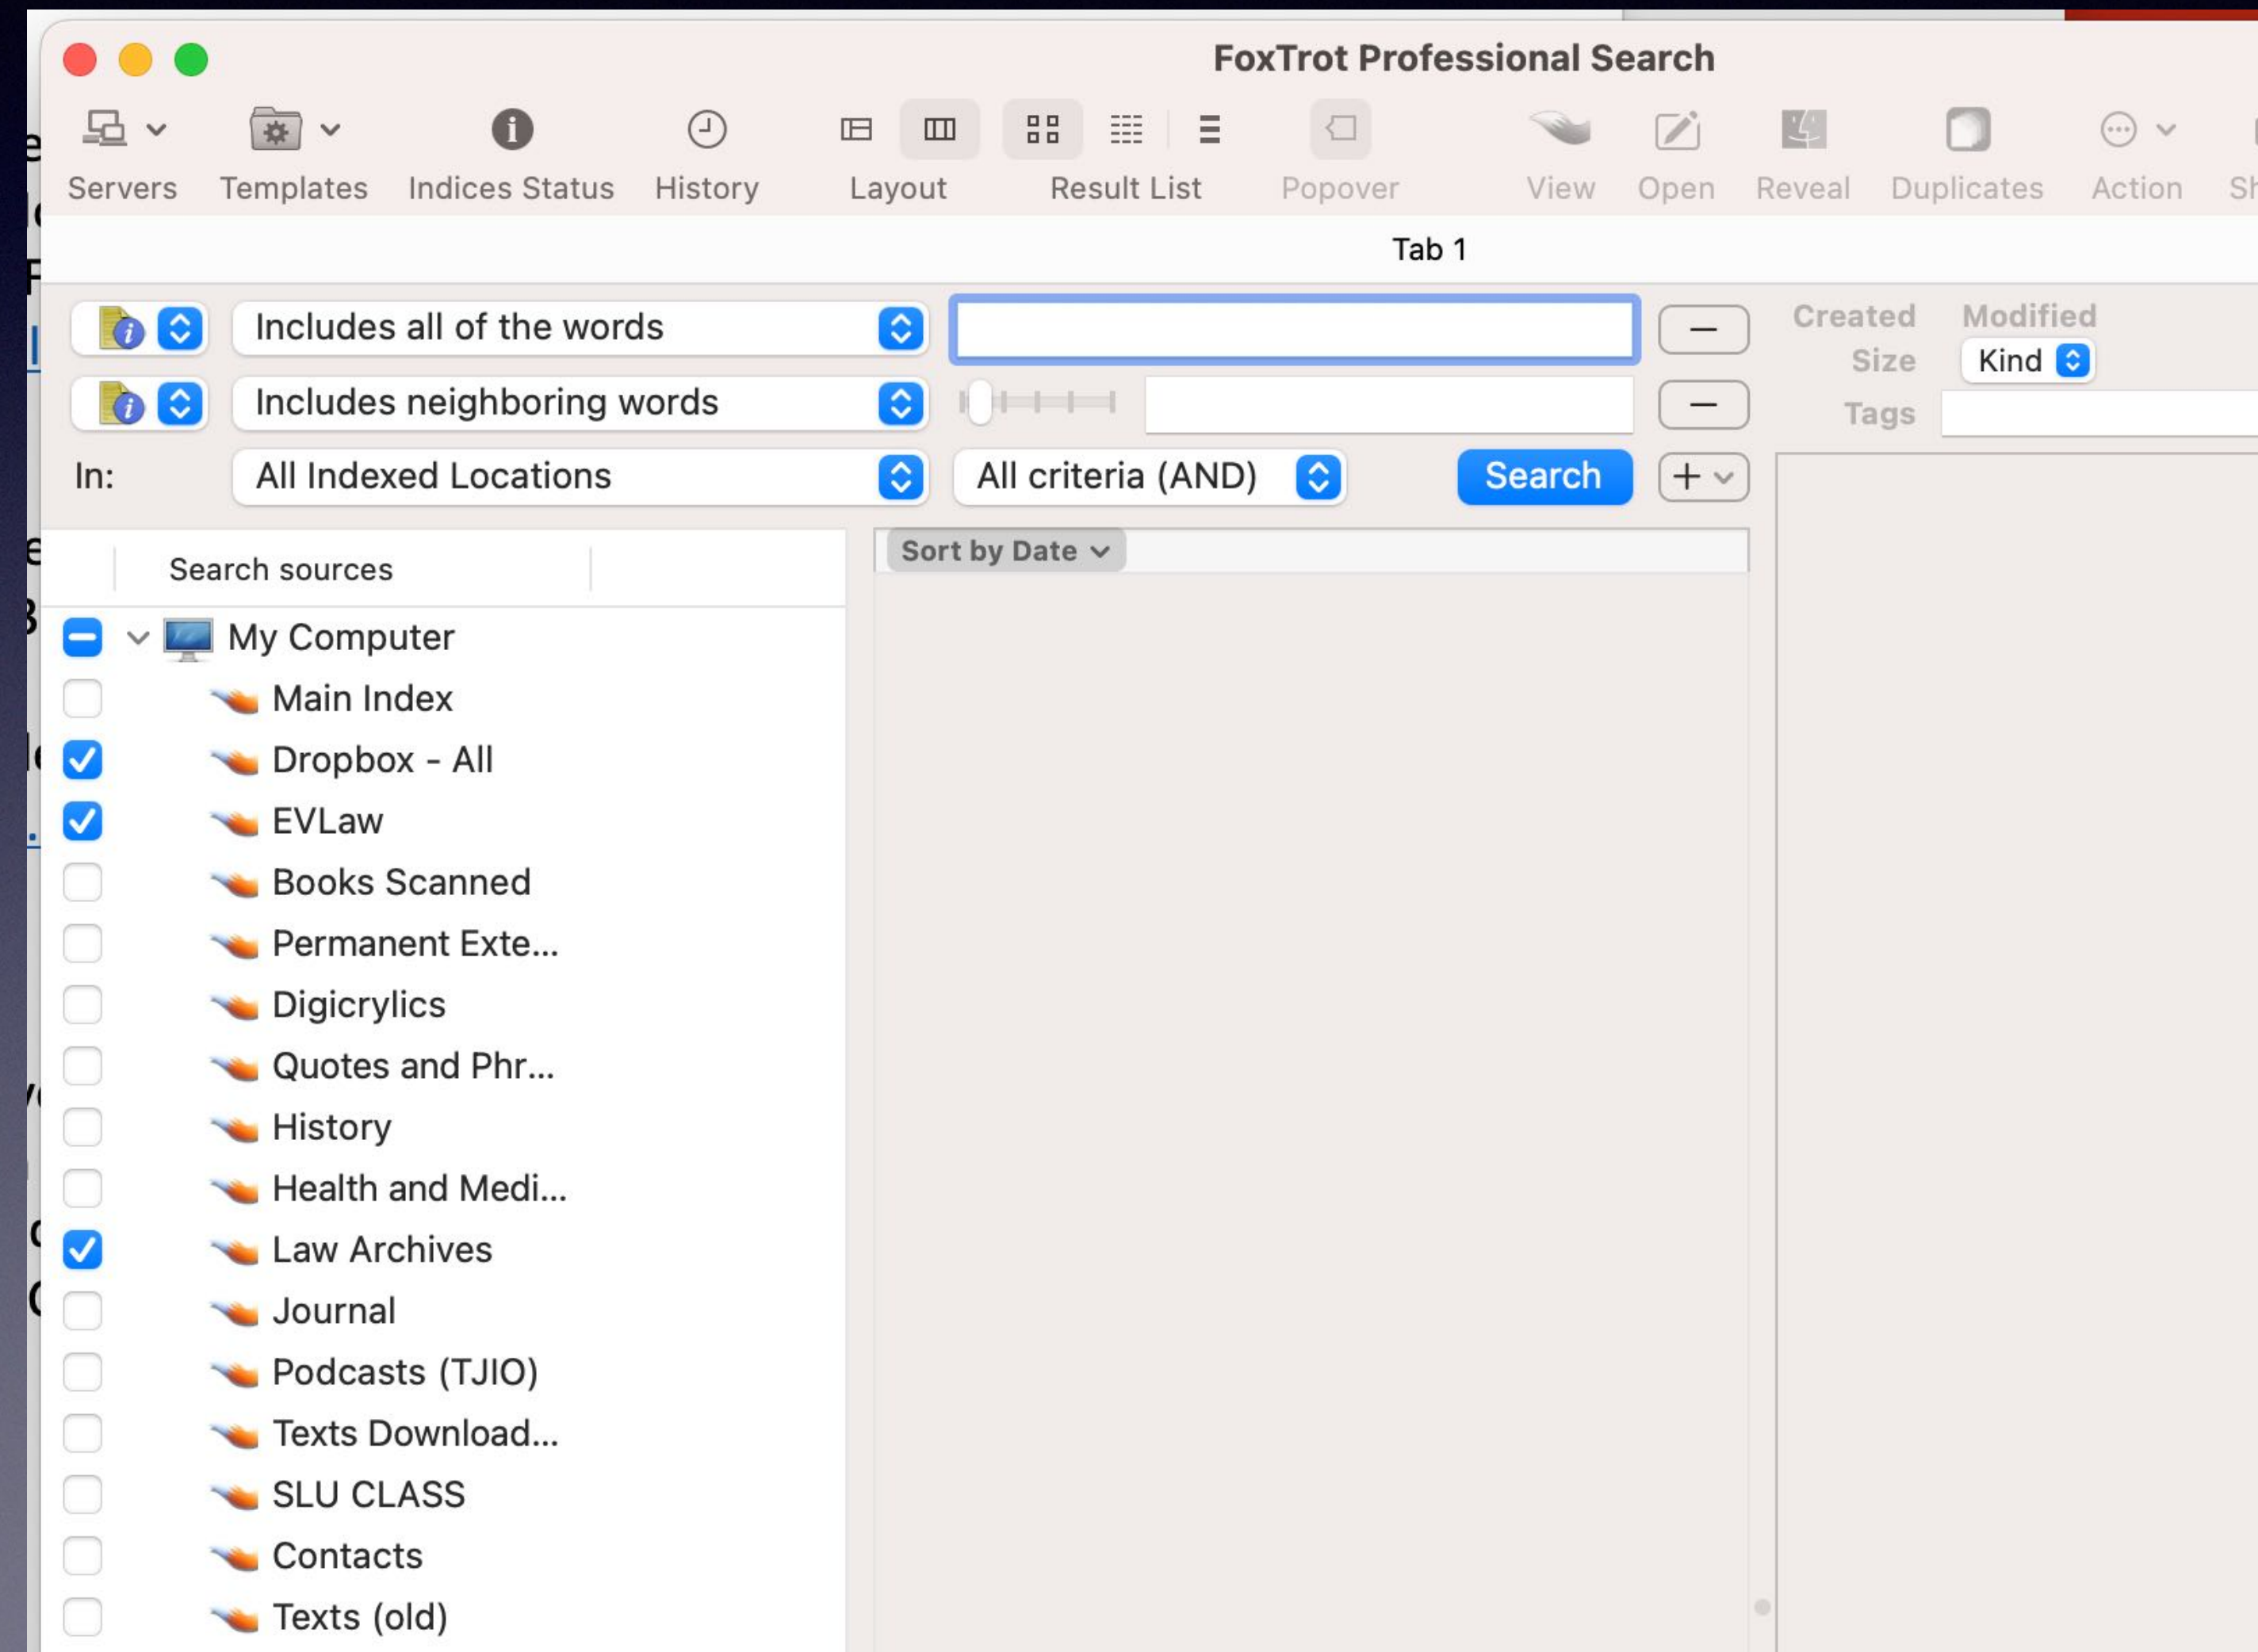 FoxTrot Professional Search
Servers Templates Indices Status History Layout Result List Popover View Open Reveal Duplicates Action Sh
Tab 1
Includes all of the words
Created Modified
Size Kind
Includes neighboring words
Tags
In: All Indexed Locations All criteria (AND) Search
Search sources
Sort by Date
My Computer
Main Index
Dropbox - All
EVLaw
Books Scanned
Permanent Exte...
Digicrylics
Quotes and Phr...
History
Health and Medi...
Law Archives
Journal
Podcasts (TJIO)
Texts Download...
SLU CLASS
Contacts
Texts (old)